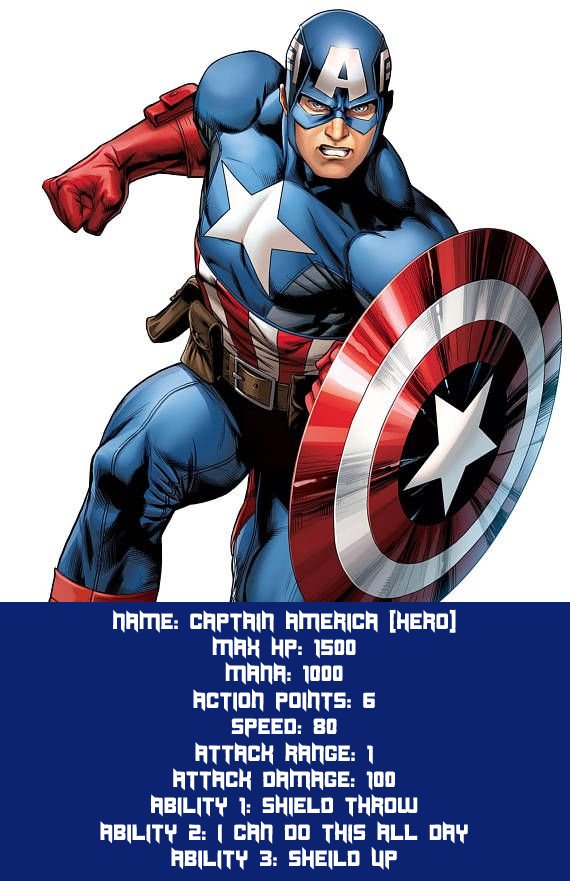 A
NAME: CAPTAIN AMERICA [HERO]
MAX HP: 1500
MANA: 1000
ACTION POINTS: 6
SPEED: 80
ATTACK RANGE: 1
ATTACK DAMAGE: 100
ABILITY 1: SHIELD THROW
ABILITY 2: I CAN DO THIS ALL DAY
ABILITY 3: SHEILD UP